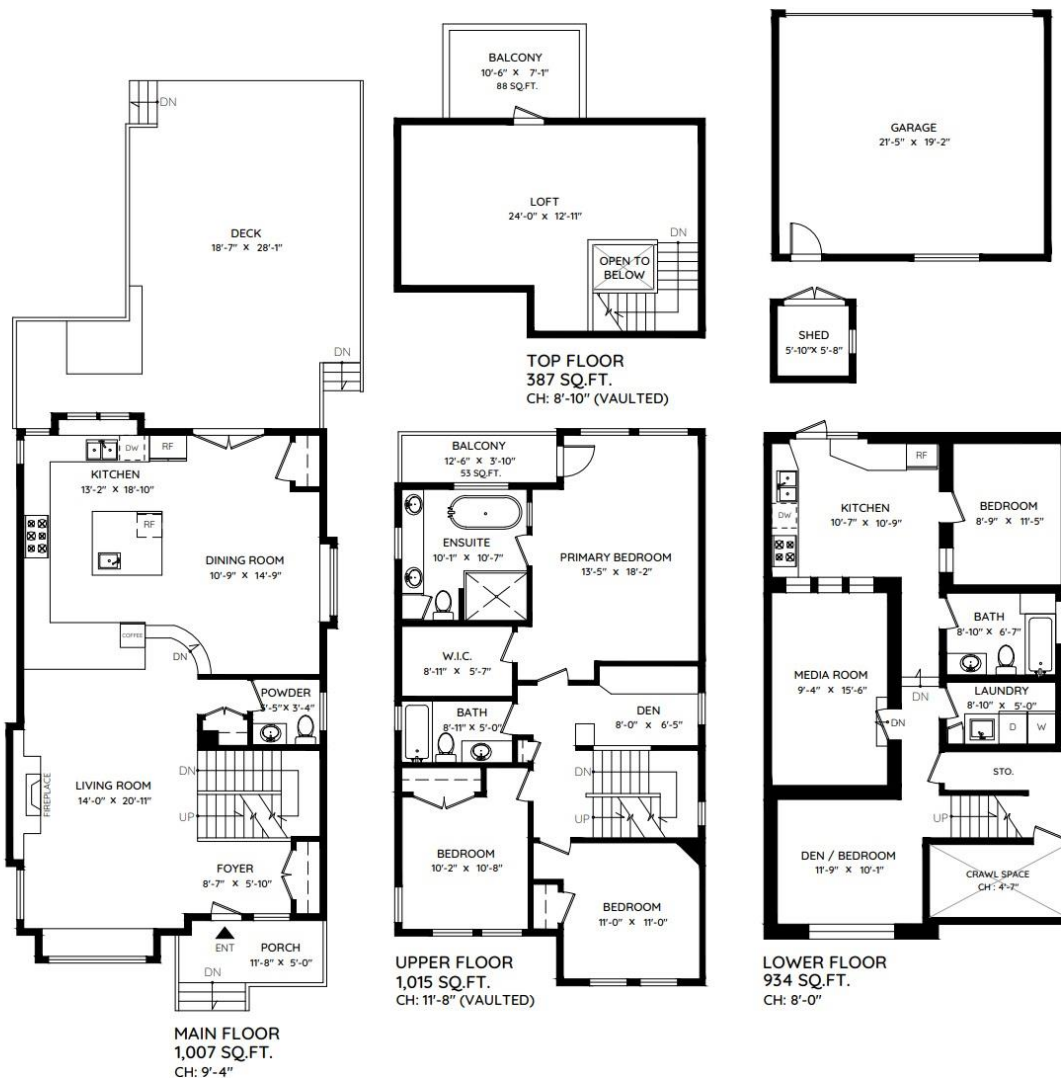 BALCONY
10'-6" X 7'-1"
88 SQ.FT.
LOFT
24'-0" X 12'-11"
DN
OPEN TO
BELOW
TOP FLOOR
387 SQ.FT.
CH: 8'-10" (VAULTED)
GARAGE
21'-5" X 19'-2"
SHED
5'-10" X 5'-8"
DN
DECK
18'-7" X 28'-1"
DN
DW
RF
KITCHEN
13'-2" X 18'-10"
RF
DINING ROOM
10'-9" X 14'-9"
COFFEE
DN
POWDER
'-5" X 3'-4"
LIVING ROOM
14'-0" X 20'-11"
FIREPLACE
DN
UP
FOYER
8'-7" X 5'-10"
ENT
PORCH
11'-8" X 5'-0"
DN
MAIN FLOOR
1,007 SQ.FT.
CH: 9'-4"
BALCONY
12'-6" X 3'-10"
53 SQ.FT.
ENSUITE
10'-1" X 10'-7"
PRIMARY BEDROOM
13'-5" X 18'-2"
W.I.C.
8'-11" X 5'-7"
BATH
8'-11" X 5'-0"
DEN
8'-0" X 6'-5"
DN
UP
BEDROOM
10'-2" X 10'-8"
BEDROOM
11'-0" X 11'-0"
UPPER FLOOR
1,015 SQ.FT.
CH: 11'-8" (VAULTED)
RF
KITCHEN
10'-7" X 10'-9"
DW
BEDROOM
8'-9" X 11'-5"
BATH
8'-10" X 6'-7"
MEDIA ROOM
9'-4" X 15'-6"
DN
DN
LAUNDRY
8'-10" X 5'-0"
D
W
STO.
UP
DEN / BEDROOM
11'-9" X 10'-1"
CRAWL SPACE
CH : 4'-7"
LOWER FLOOR
934 SQ.FT.
CH: 8'-0"